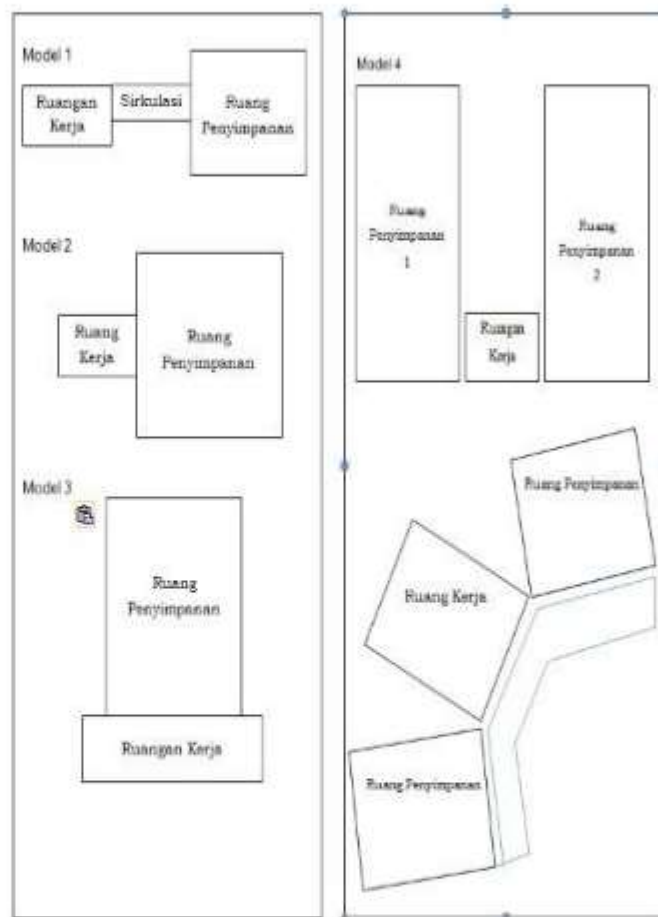 Model 1
Ruangan
Kerja
Sirkulasi
Ruang
Penyimpanan
Model 2
Ruang
Kerja
Ruang
Penyimpanan
Model 3
Ruang
Penyimpanan
Ruangan Kerja
Model 4
Ruang
Penyimpanan
1
Ruang
Penyimpanan
2
Ruangan
Kerja
Ruang Penyimpanan
Ruang Kerja
Ruang Penyimpanan